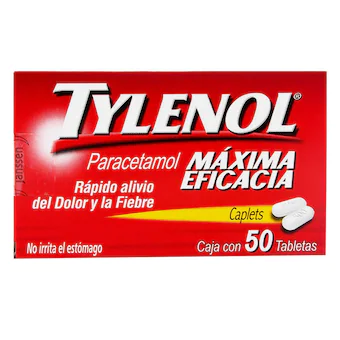 TYLENOL®
Paracetamol MÁXIMA EFICACIA
Rápido alivio
del Dolor y la Fiebre
Caplets
No irrita el estómago
Caja con 50 Tabletas
janssen